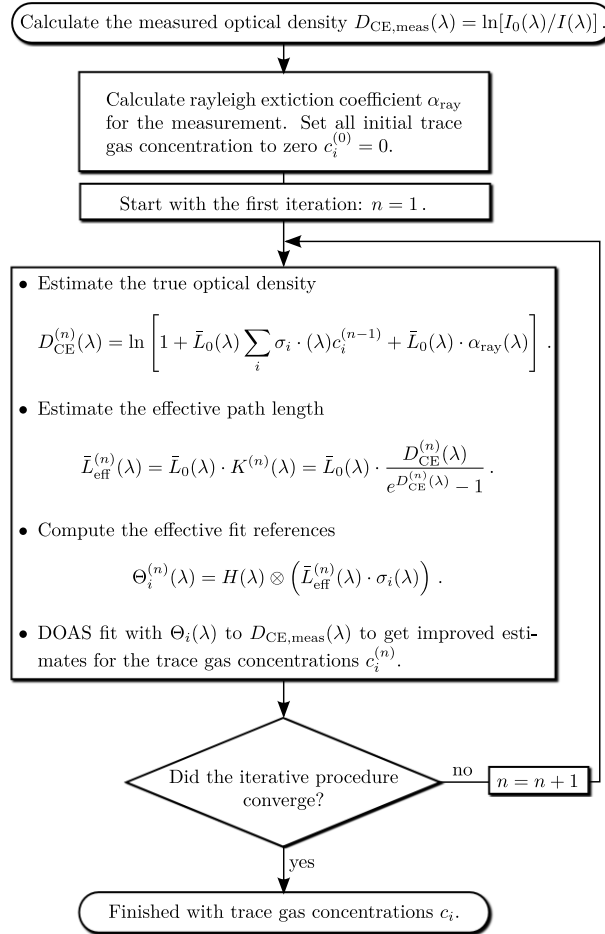 Calculate the measured optical density D_CE,meas(λ) = ln[I_0(λ)/I(λ)] .
Calculate rayleigh extiction coefficient α_ray
for the measurement. Set all initial trace
gas concentration to zero c_i^(0) = 0.
Start with the first iteration: n = 1 .
• Estimate the true optical density
D_CE^(n)(λ) = ln [ 1 + L̄_0(λ) ∑_i σ_i · (λ)c_i^(n−1) + L̄_0(λ) · α_ray(λ) ] .
• Estimate the effective path length
L̄_eff^(n)(λ) = L̄_0(λ) · K^(n)(λ) = L̄_0(λ) · D_CE^(n)(λ) / (e^{D_CE^(n)(λ)} − 1) .
• Compute the effective fit references
Θ_i^(n)(λ) = H(λ) ⊗ ( L̄_eff^(n)(λ) · σ_i(λ) ) .
• DOAS fit with Θ_i(λ) to D_CE,meas(λ) to get improved esti-
mates for the trace gas concentrations c_i^(n).
Did the iterative procedure
converge?
no
n = n + 1
yes
Finished with trace gas concentrations c_i.